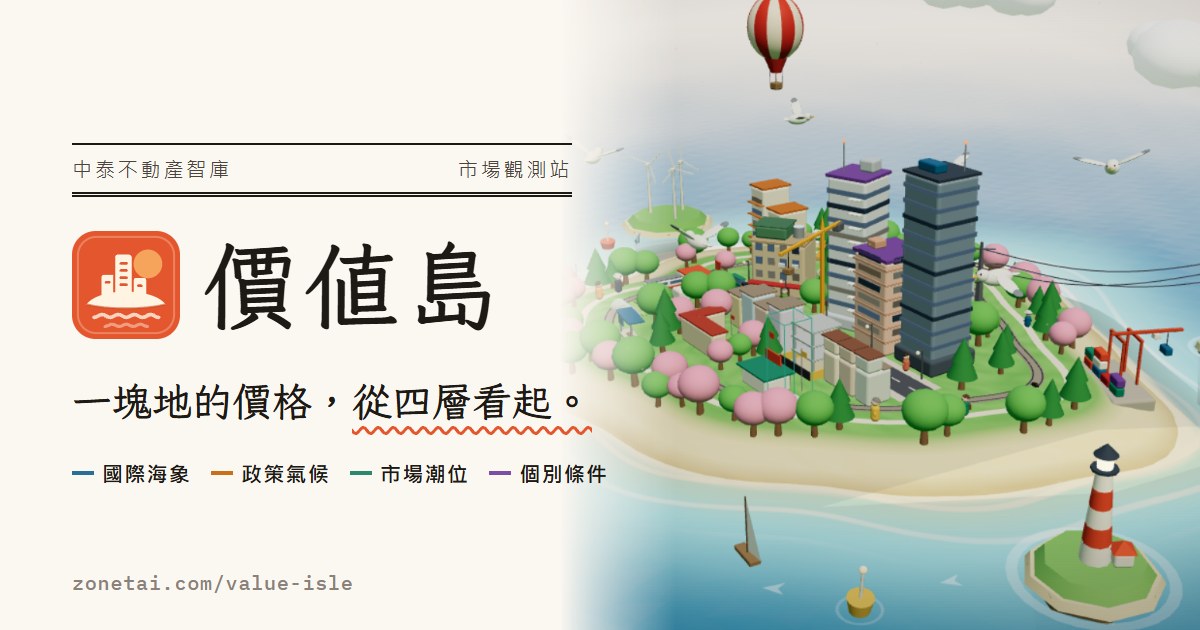 中泰不動產智庫 市場觀測站
價值島
一塊地的價格，從四層看起。
國際海象 政策氣候 市場潮位 個別條件
zonetai.com/value-isle